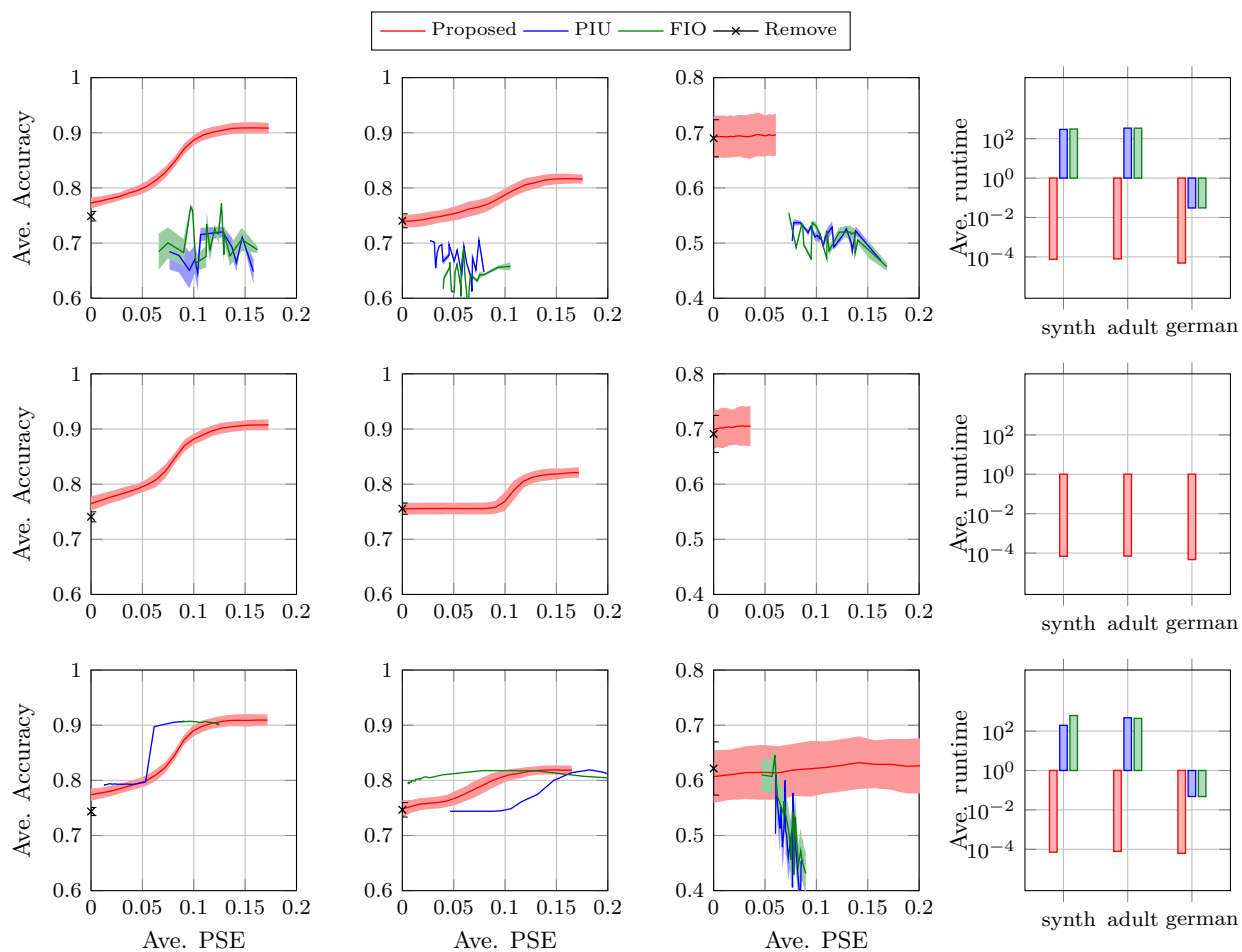 Proposed PIU FIO Remove
1 1 0.8
Ave. Accuracy 0.9 0.9 0.7 Ave. runtime 10^2
0.8 0.8 0.6 10^0
0.7 0.7 0.5 10^−2
10^−4
0.6 0.6 0.4
0 0.05 0.1 0.15 0.2 0 0.05 0.1 0.15 0.2 0 0.05 0.1 0.15 0.2 synth adult german
1 1 0.8
Ave. Accuracy 0.9 0.9 0.7 Ave. runtime 10^2
0.8 0.8 0.6 10^0
0.7 0.7 0.5 10^−2
10^−4
0.6 0.6 0.4
0 0.05 0.1 0.15 0.2 0 0.05 0.1 0.15 0.2 0 0.05 0.1 0.15 0.2 synth adult german
1 1 0.8
Ave. Accuracy 0.9 0.9 0.7 Ave. runtime 10^2
0.8 0.8 0.6 10^0
0.7 0.7 0.5 10^−2
10^−4
0.6 0.6 0.4
0 0.05 0.1 0.15 0.2 0 0.05 0.1 0.15 0.2 0 0.05 0.1 0.15 0.2 synth adult german
Ave. PSE Ave. PSE Ave. PSE